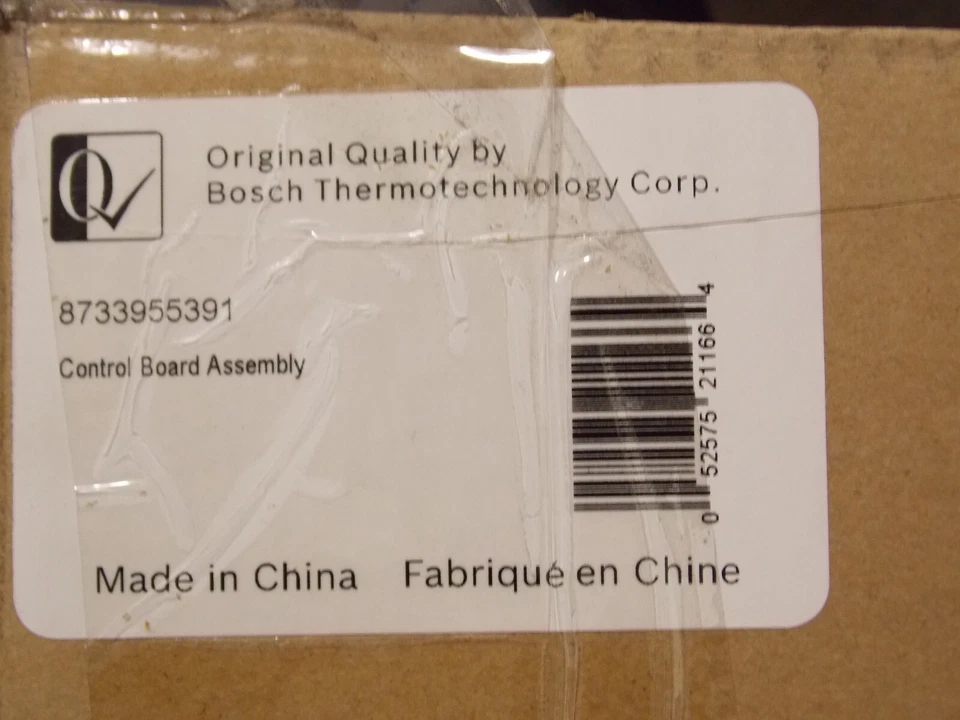 Q
Original Quality by
Bosch Thermotechnology Corp.
8733955391
Control Board Assembly
0 52575 21166 4
Made in China Fabriqué en Chine